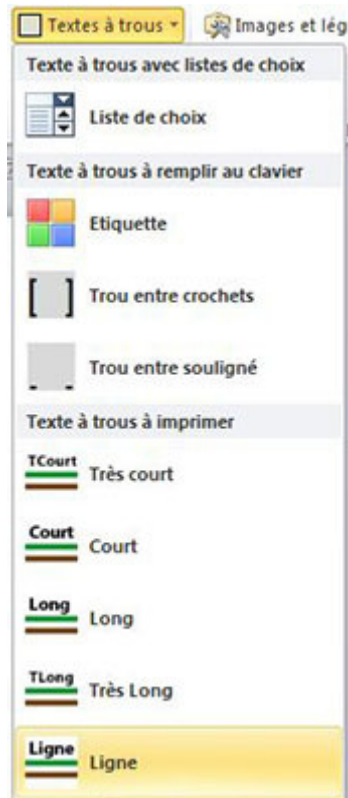 Textes à trous
Images et lég
Texte à trous avec listes de choix
Liste de choix
Texte à trous à remplir au clavier
Etiquette
[ ] Trou entre crochets
Trou entre souligné
Texte à trous à imprimer
TCourt Très court
Court Court
Long Long
TLong Très Long
Ligne Ligne